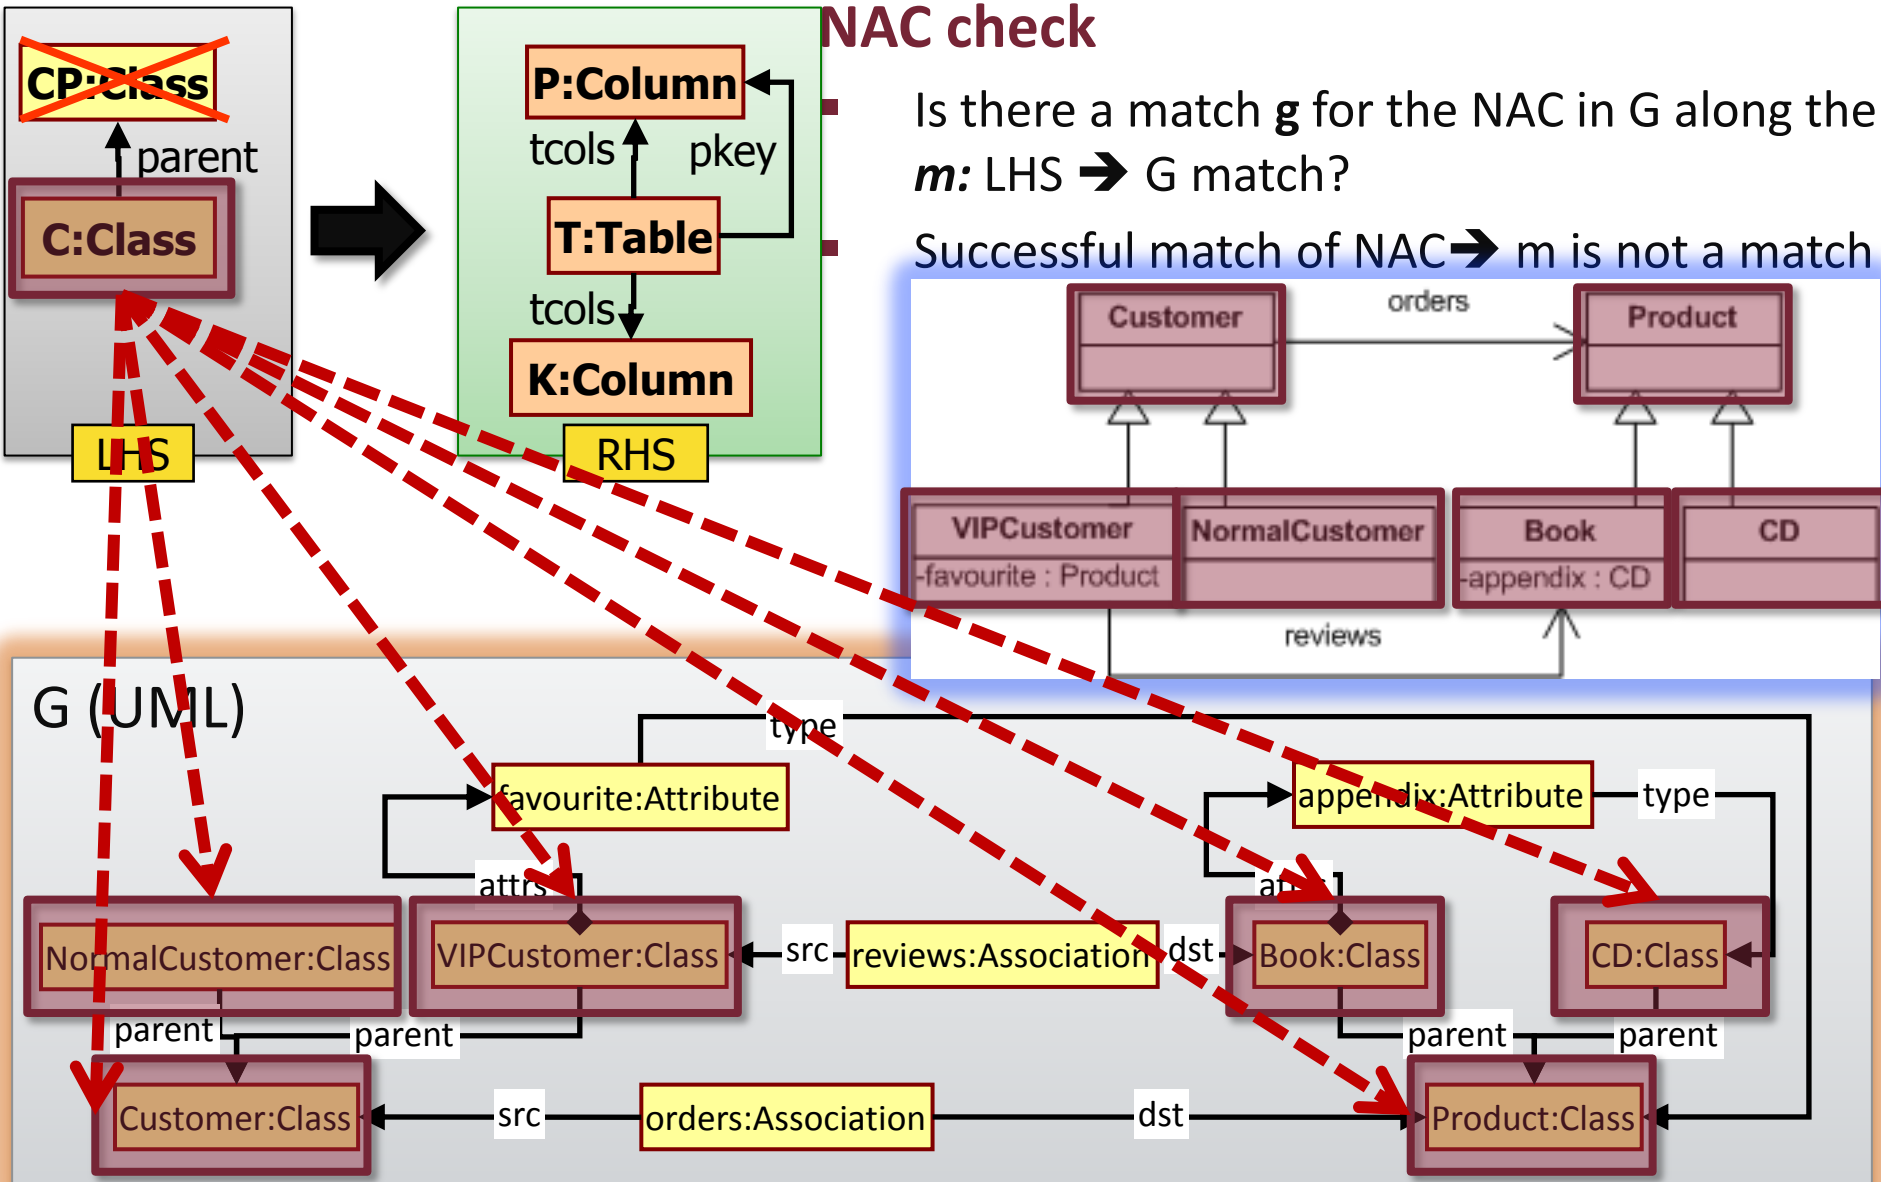 NAC check
Is there a match g for the NAC in G along the
m: LHS ➔ G match?
Successful match of NAC➔ m is not a match
CP:Class
parent
C:Class
LHS
P:Column
tcols
pkey
T:Table
tcols
K:Column
RHS
Customer
orders
Product
VIPCustomer
-favourite : Product
NormalCustomer
Book
-appendix : CD
CD
reviews
G (UML)
type
favourite:Attribute
appendix:Attribute
type
attrs
attrs
NormalCustomer:Class
VIPCustomer:Class
src
reviews:Association
dst
Book:Class
CD:Class
parent
parent
parent
parent
Customer:Class
src
orders:Association
dst
Product:Class